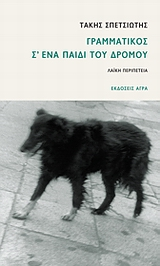 ΤΑΚΗΣ ΣΠΕΤΣΙΩΤΗΣ
ΓΡΑΜΜΑΤΙΚΟΣ
Σ' ΕΝΑ ΠΑΙΔΙ ΤΟΥ ΔΡΟΜΟΥ
ΛΑΪΚΗ ΠΕΡΙΠΕΤΕΙΑ
ΕΚΔΟΣΕΙΣ ΑΓΡΑ